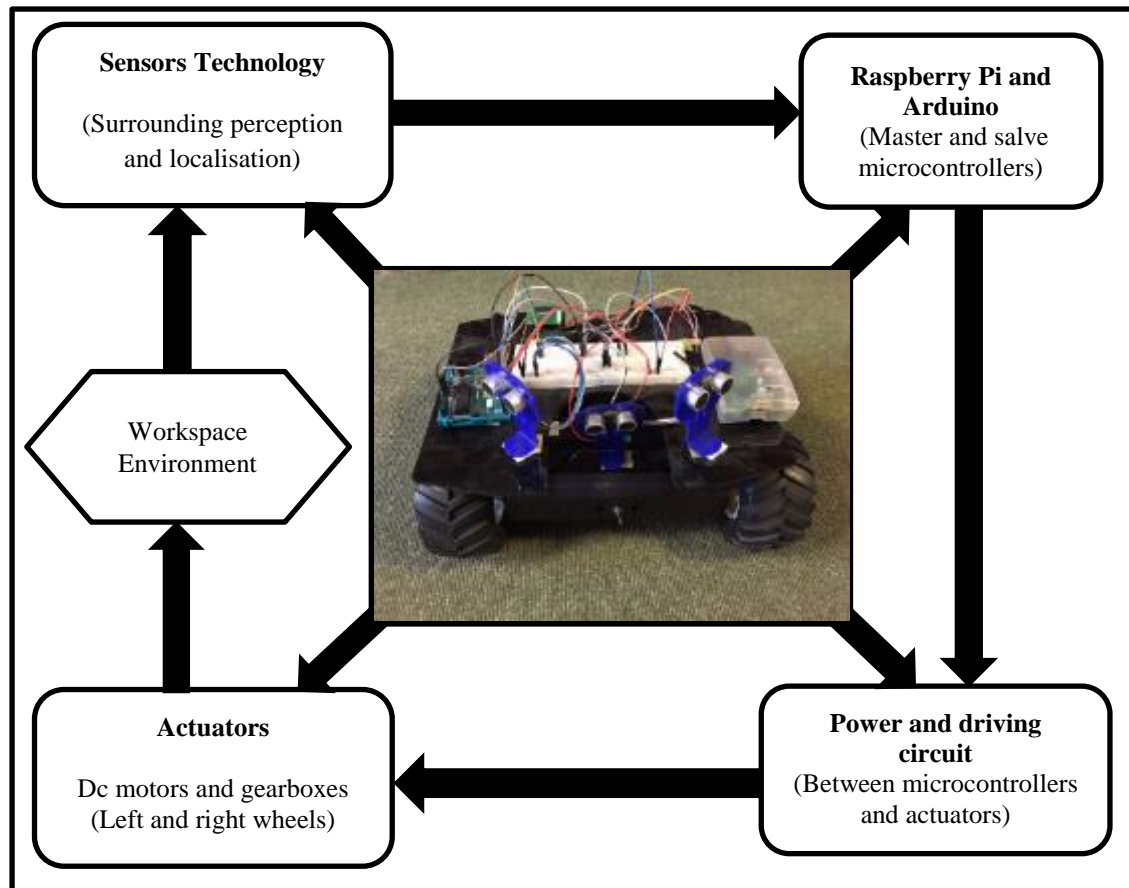 Sensors Technology
(Surrounding perception
and localisation)
Raspberry Pi and
Arduino
(Master and salve
microcontrollers)
Workspace
Environment
Actuators
Dc motors and gearboxes
(Left and right wheels)
Power and driving
circuit
(Between microcontrollers
and actuators)